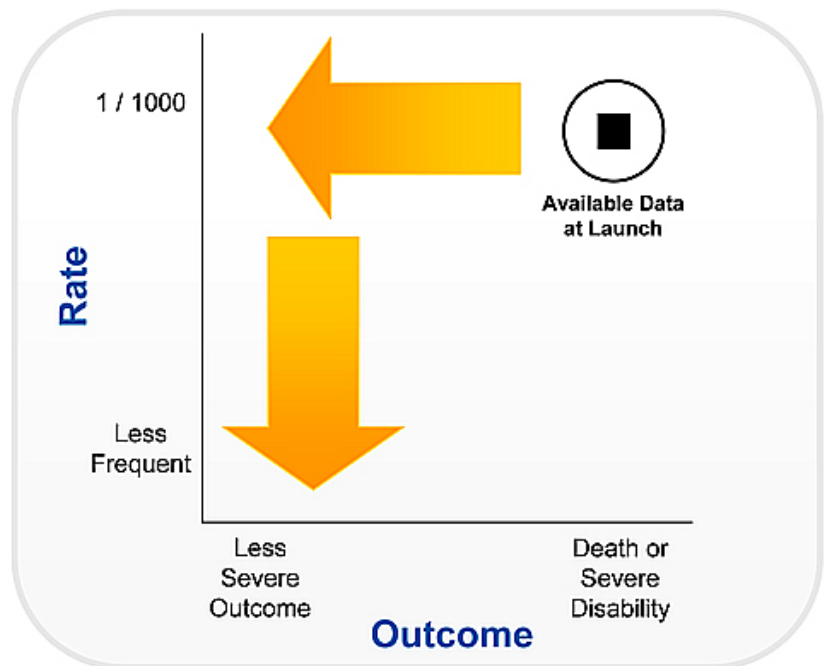 1 / 1000
Available Data
at Launch
Rate
Less
Frequent
Less
Severe
Outcome
Death or
Severe
Disability
Outcome